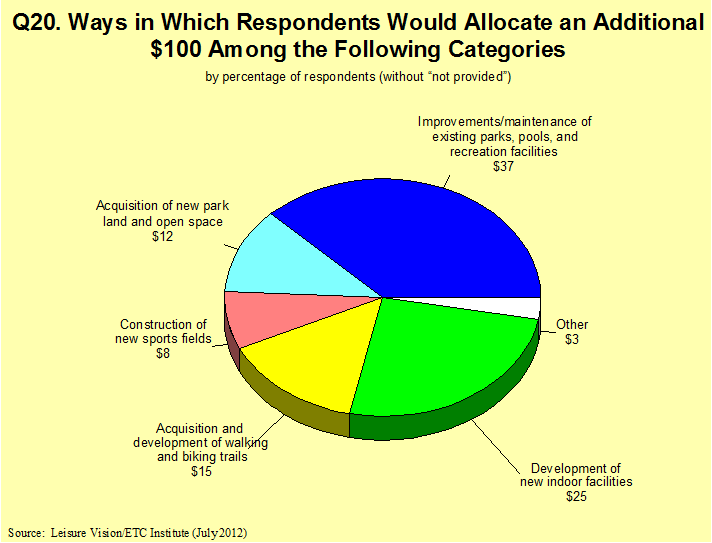 Q20. Ways in Which Respondents Would Allocate an Additional
$100 Among the Following Categories
by percentage of respondents (without “not provided”)
Improvements/maintenance of
existing parks, pools, and
recreation facilities
$37
Acquisition of new park
land and open space
$12
Construction of
new sports fields
$8
Other
$3
Acquisition and
development of walking
and biking trails
$15
Development of
new indoor facilities
$25
Source:  Leisure Vision/ETC Institute (July 2012)